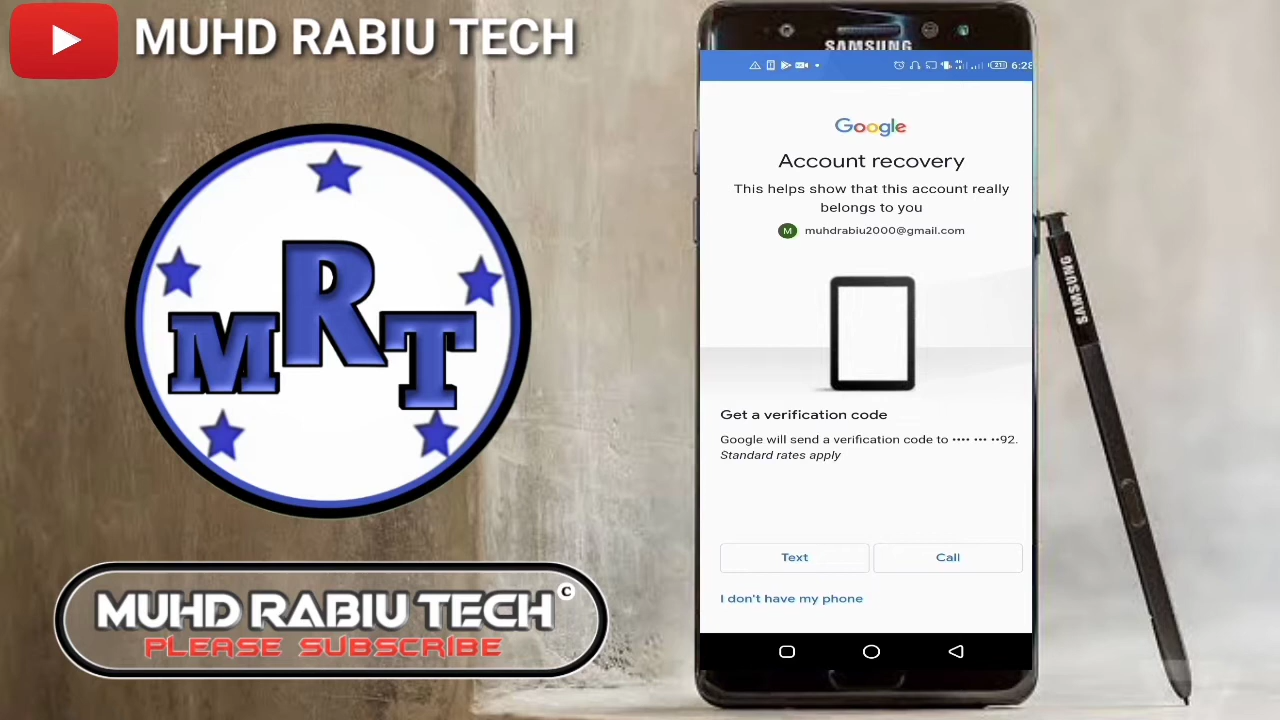 MUHD RABIU TECH
SAMSUNG
6:28
Google
Account recovery
This helps show that this account really
belongs to you
M muhdrabiu2000@gmail.com
SAMSUNG
MRT
Get a verification code
Google will send a verification code to •••• ••• ••92.
Standard rates apply
Text Call
I don't have my phone
MUHD RABIU TECH ©
PLEASE SUBSCRIBE